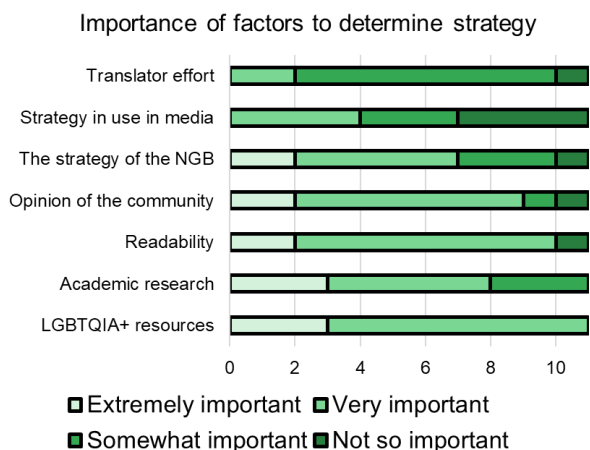 Importance of factors to determine strategy
Translator effort
Strategy in use in media
The strategy of the NGB
Opinion of the community
Readability
Academic research
LGBTQIA+ resources
0 2 4 6 8 10
Extremely important Very important
Somewhat important Not so important